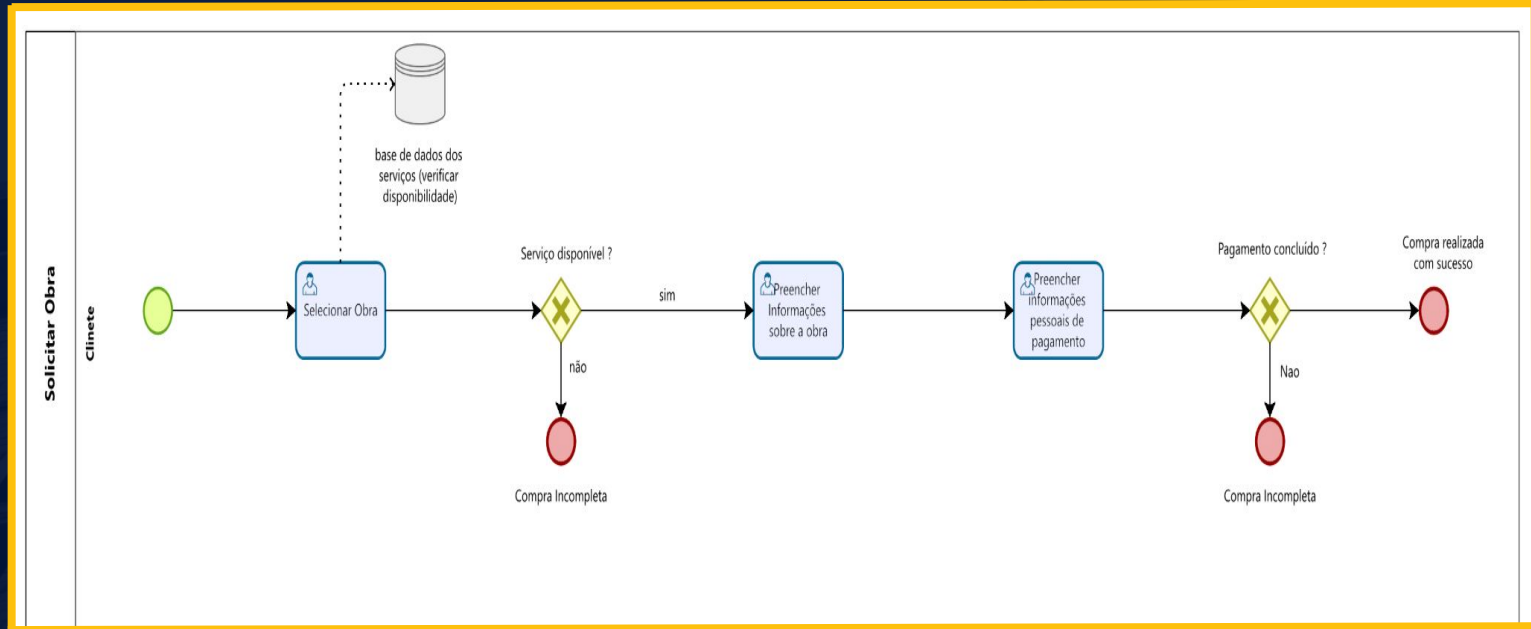 Solicitar Obra
Clinete
base de dados dos
serviços (verificar
disponibilidade)
Selecionar Obra
Serviço disponível ?
sim
não
Compra Incompleta
Preencher
Informações
sobre a obra
Preencher
informações
pessoais de
pagamento
Pagamento concluído ?
Nao
Compra Incompleta
Compra realizada
com sucesso